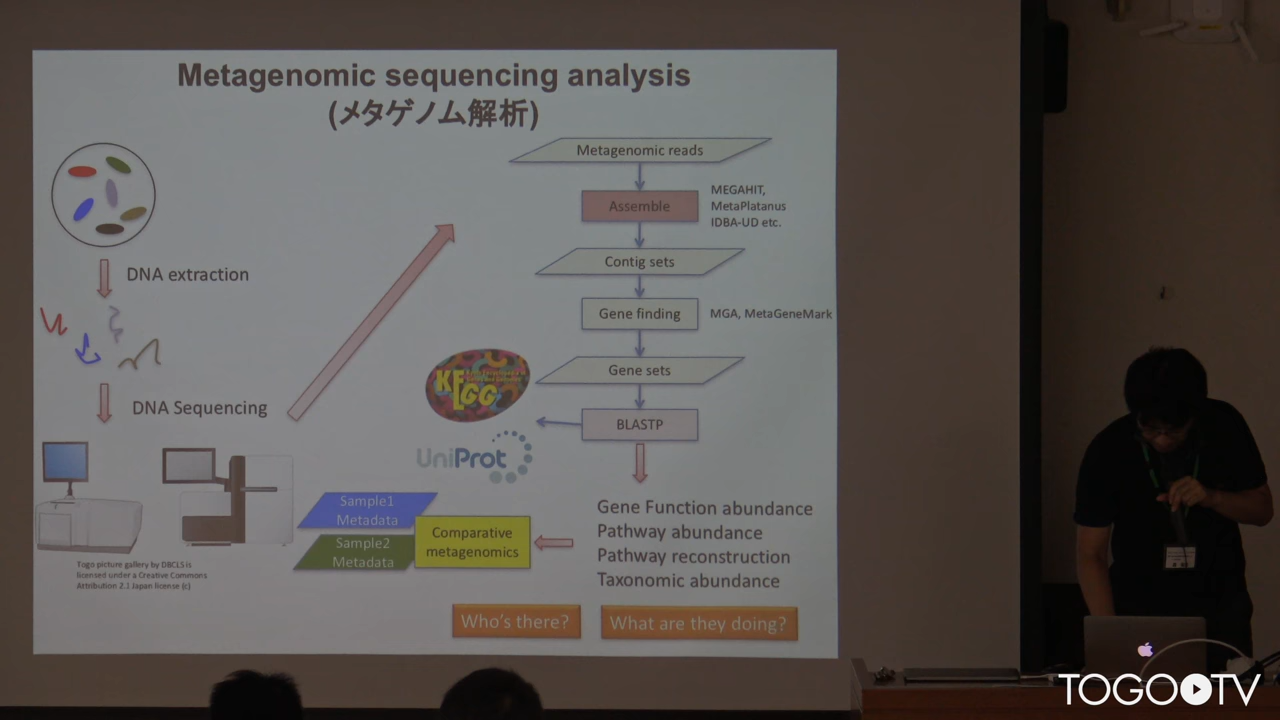 Metagenomic sequencing analysis
(メタゲノム解析)
DNA extraction
DNA Sequencing
Togo picture gallery by DBCLS is
licensed under a Creative Commons
Attribution 2.1 Japan license (c)
Metagenomic reads
Assemble
MEGAHIT,
MetaPlatanus
IDBA-UD etc.
Contig sets
Gene finding
MGA, MetaGeneMark
Gene sets
KEGG
BLASTP
UniProt
Gene Function abundance
Pathway abundance
Pathway reconstruction
Taxonomic abundance
Comparative
metagenomics
Sample1
Metadata
Sample2
Metadata
Who's there?
What are they doing?
TOGO TV